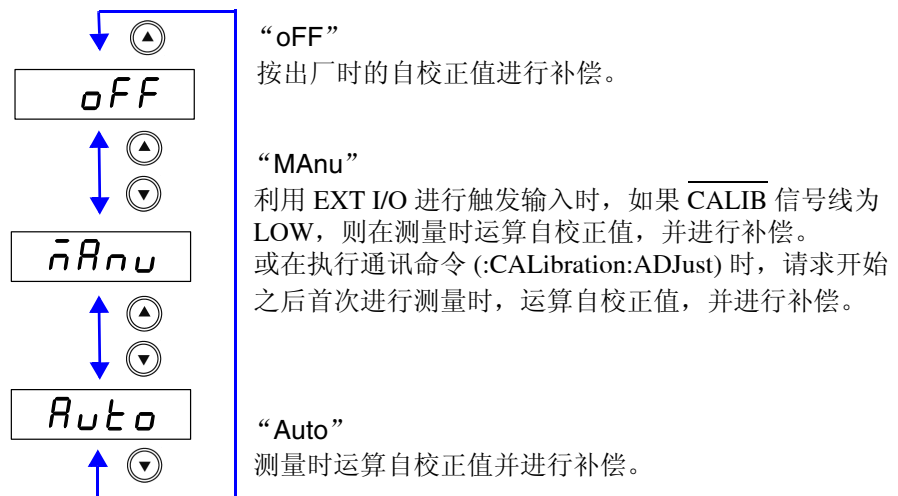 “oFF”
按出厂时的自校正值进行补偿。
oFF
“MAnu”
利用 EXT I/O 进行触发输入时，如果 CALIB 信号线为
LOW，则在测量时运算自校正值，并进行补偿。
或在执行通讯命令 (:CALibration:ADJust) 时，请求开始
之后首次进行测量时，运算自校正值，并进行补偿。
mAnu
Auto
“Auto”
测量时运算自校正值并进行补偿。